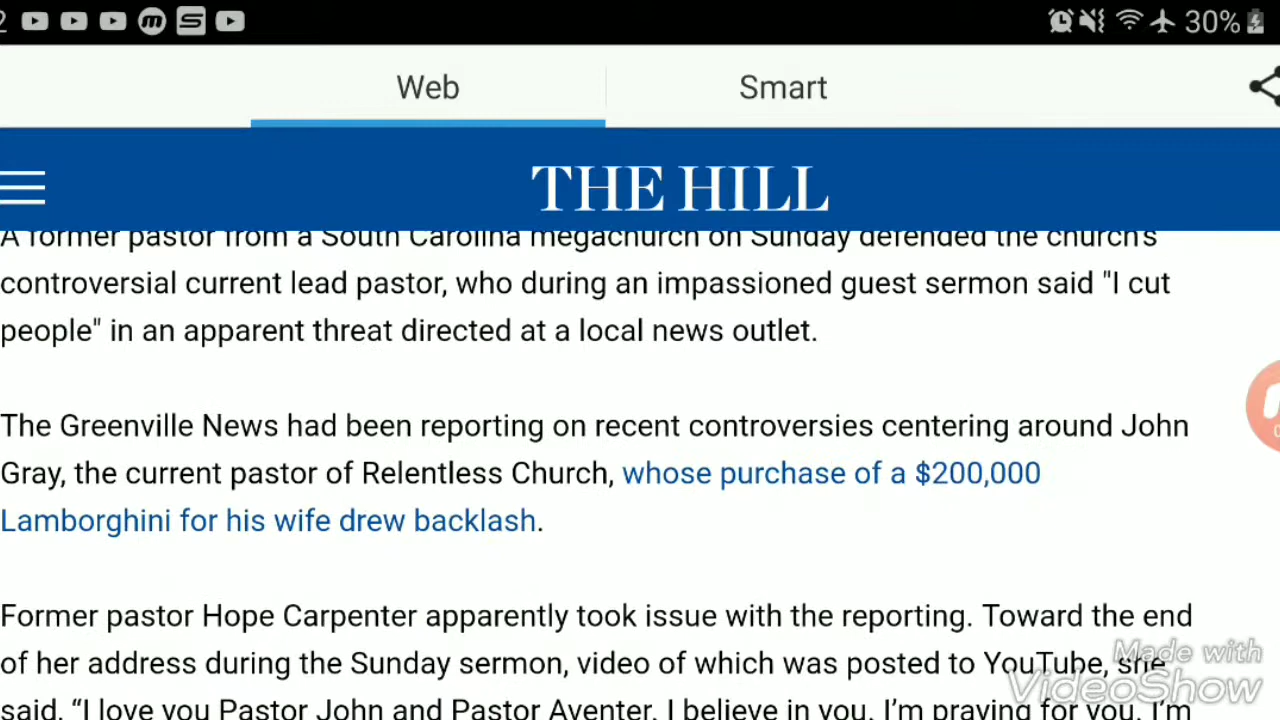 2
30%
Web
Smart
THE HILL
A former pastor from a South Carolina megachurch on Sunday defended the church's
controversial current lead pastor, who during an impassioned guest sermon said "I cut
people" in an apparent threat directed at a local news outlet.
The Greenville News had been reporting on recent controversies centering around John
Gray, the current pastor of Relentless Church, whose purchase of a $200,000
Lamborghini for his wife drew backlash.
Former pastor Hope Carpenter apparently took issue with the reporting. Toward the end
of her address during the Sunday sermon, video of which was posted to YouTube, she
said, “I love you Pastor John and Pastor Aventer. I believe in you. I’m praying for you. I’m
Made with
VideoShow